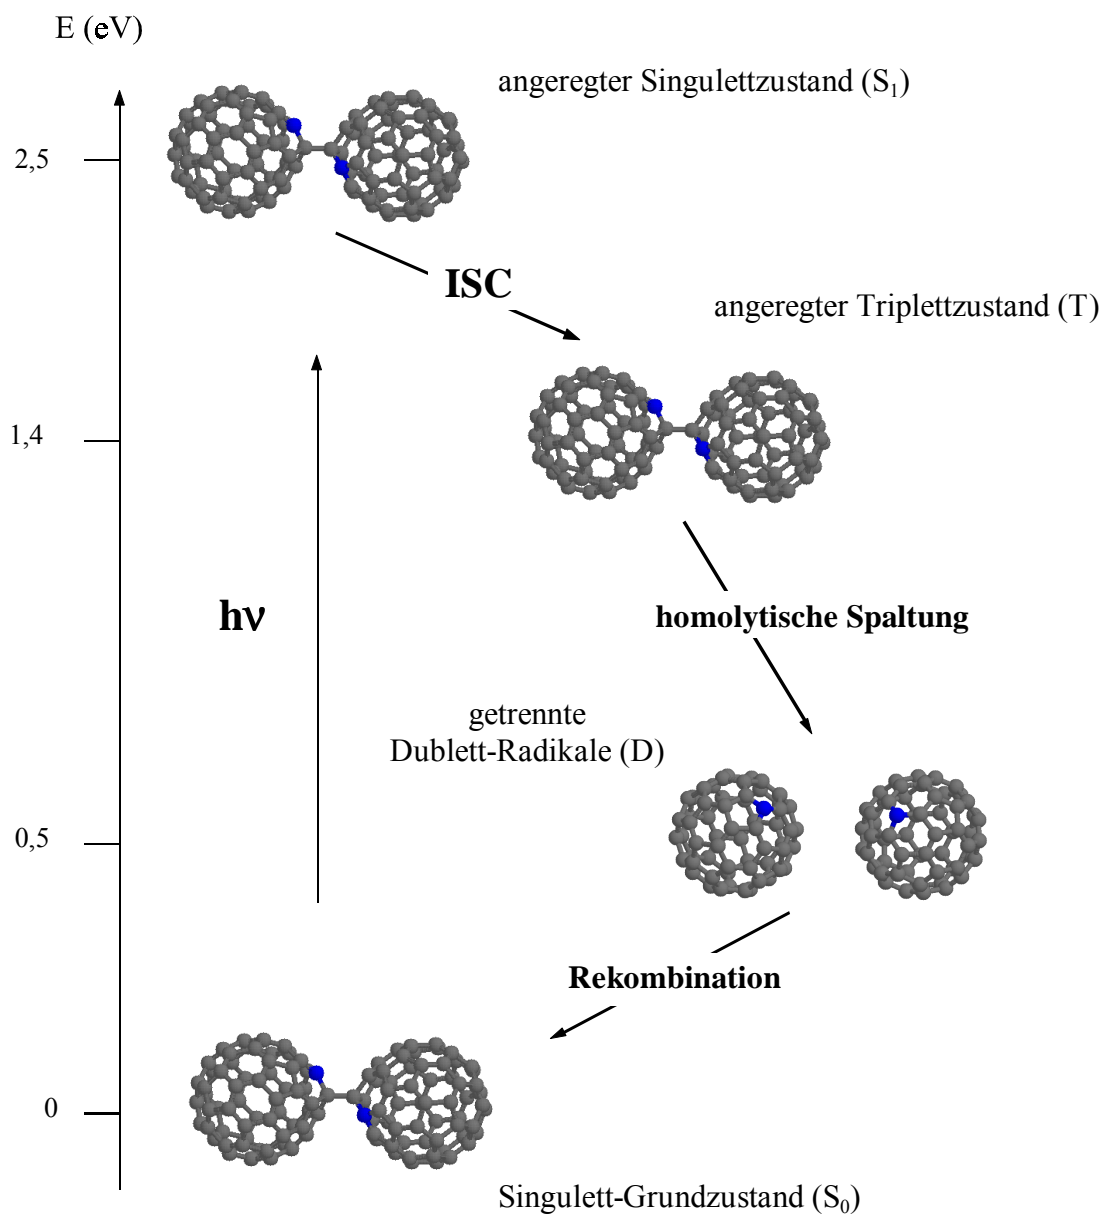 E (eV)
angeregter Singulettzustand (S₁)
2,5
ISC
angeregter Triplettzustand (T)
1,4
hν
homolytische Spaltung
getrennte
Dublett-Radikale (D)
0,5
Rekombination
0
Singulett-Grundzustand (S₀)